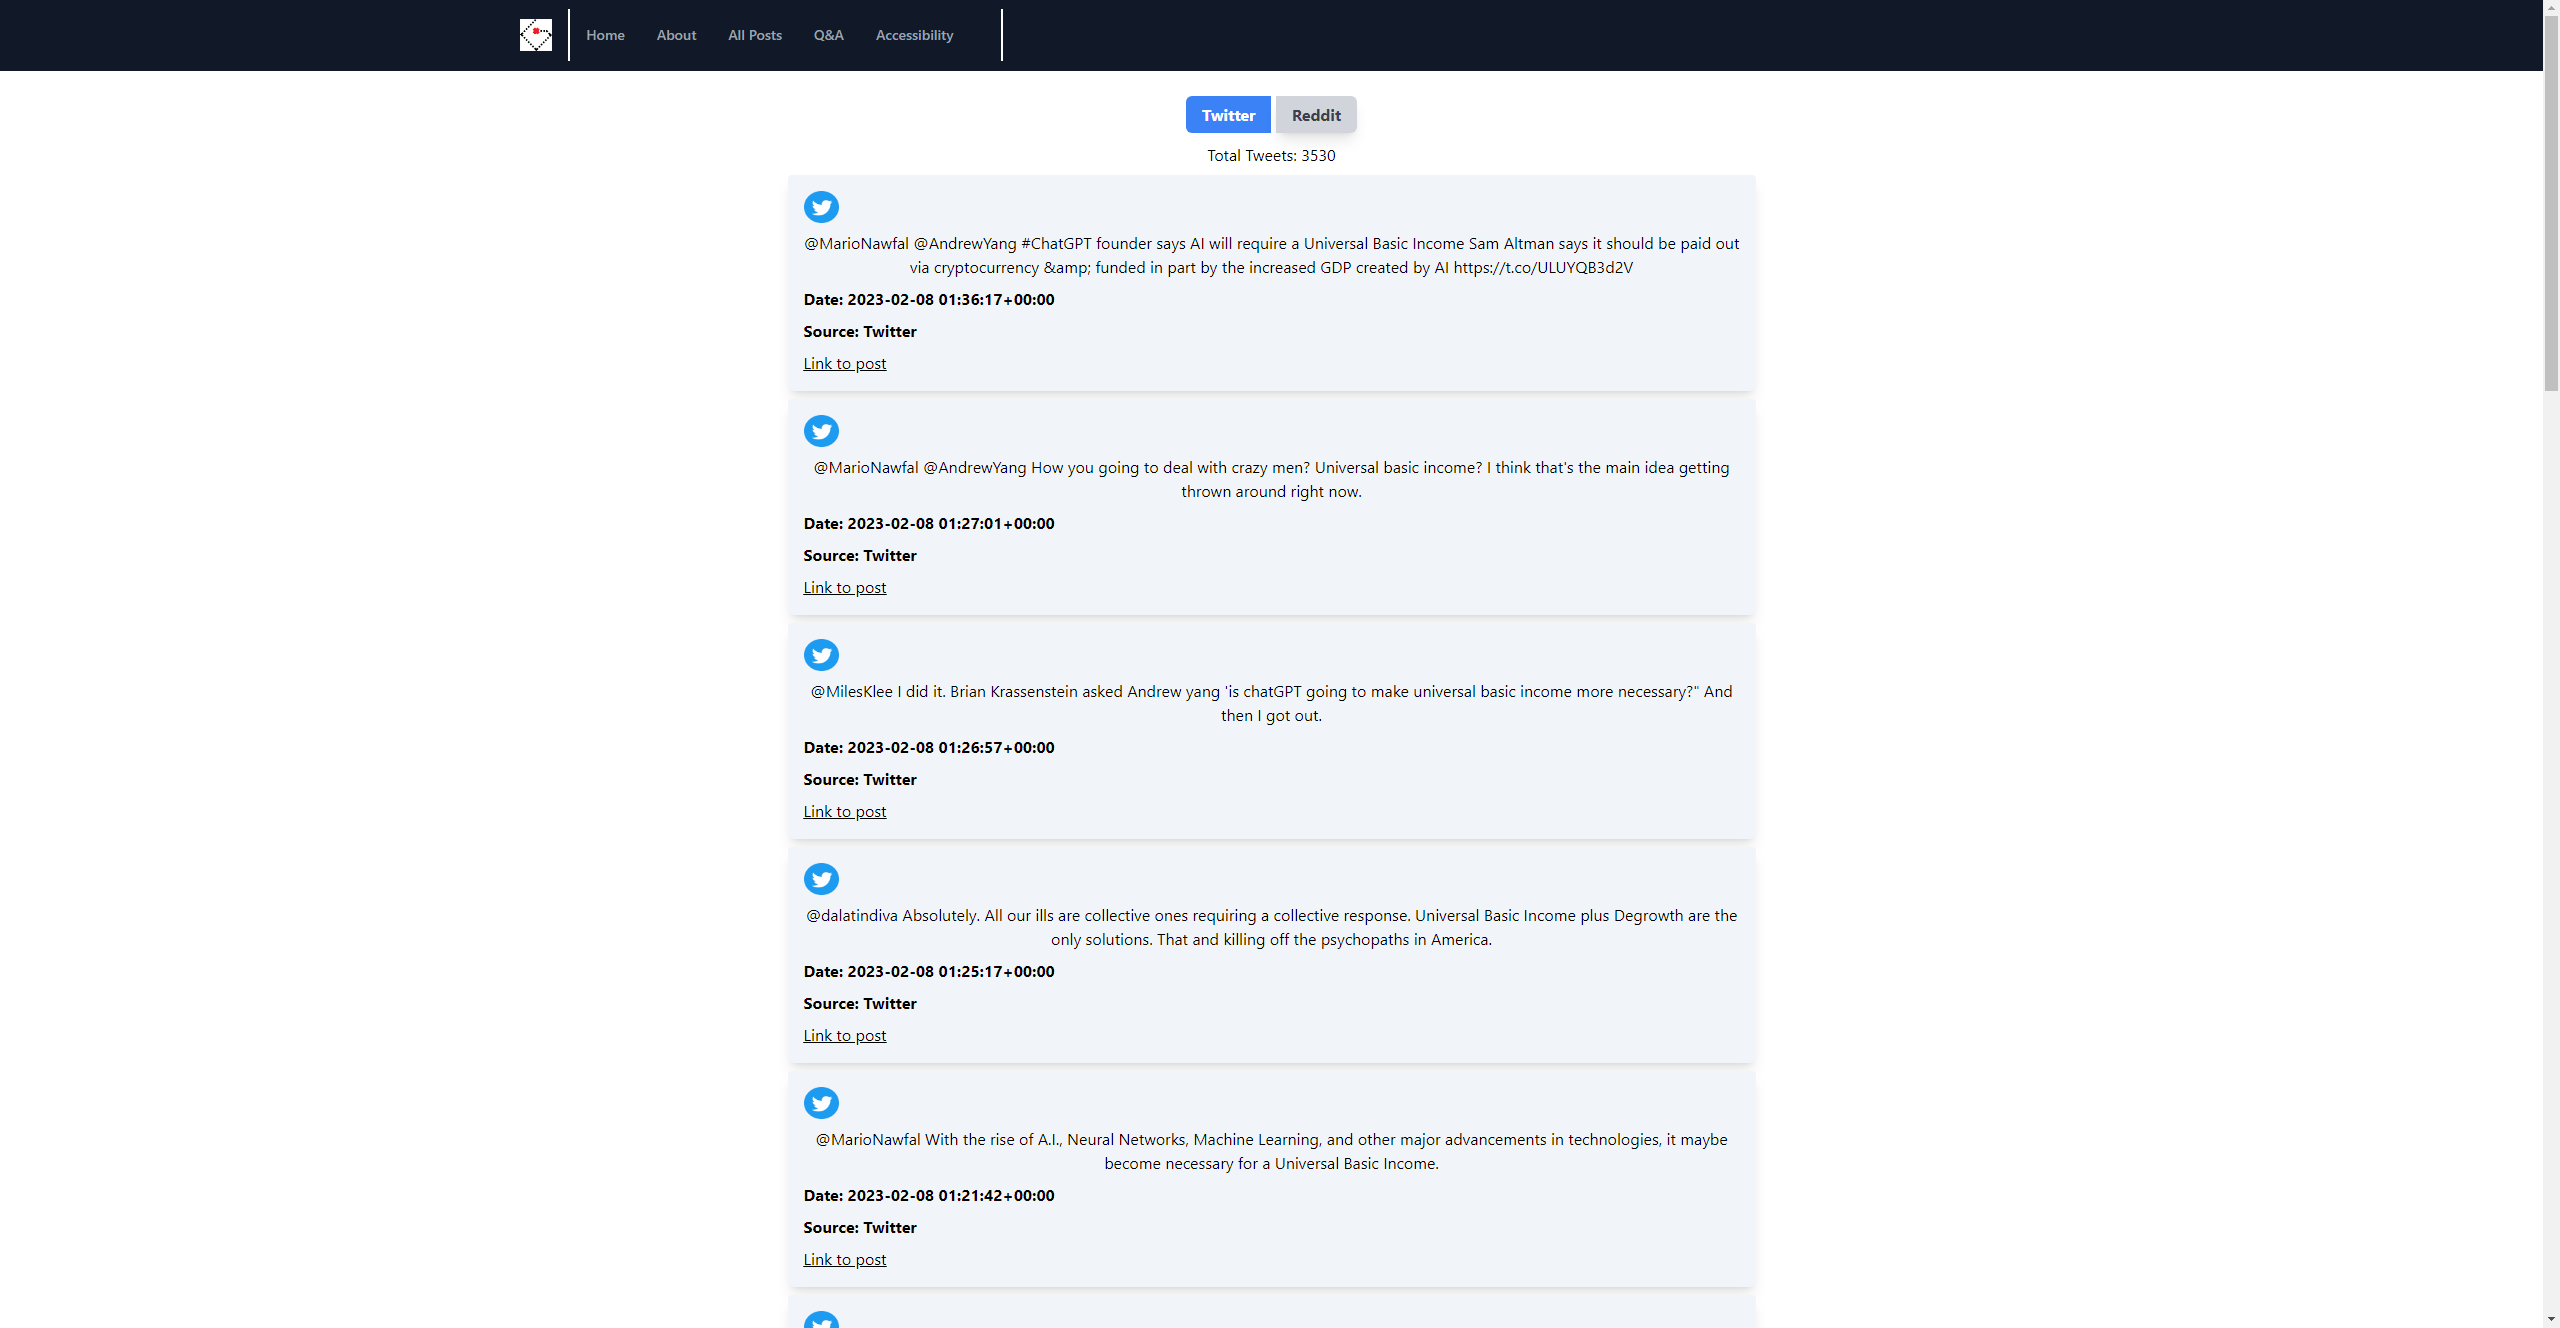 Home About All Posts Q&A Accessibility
Twitter Reddit
Total Tweets: 3530
@MarioNawfal @AndrewYang #ChatGPT founder says AI will require a Universal Basic Income Sam Altman says it should be paid out
via cryptocurrency &amp; funded in part by the increased GDP created by AI https://t.co/ULUYQB3d2V
Date: 2023-02-08 01:36:17+00:00
Source: Twitter
Link to post
@MarioNawfal @AndrewYang How you going to deal with crazy men? Universal basic income? I think that's the main idea getting
thrown around right now.
Date: 2023-02-08 01:27:01+00:00
Source: Twitter
Link to post
@MilesKlee I did it. Brian Krassenstein asked Andrew yang 'is chatGPT going to make universal basic income more necessary?" And
then I got out.
Date: 2023-02-08 01:26:57+00:00
Source: Twitter
Link to post
@dalatindiva Absolutely. All our ills are collective ones requiring a collective response. Universal Basic Income plus Degrowth are the
only solutions. That and killing off the psychopaths in America.
Date: 2023-02-08 01:25:17+00:00
Source: Twitter
Link to post
@MarioNawfal With the rise of A.I., Neural Networks, Machine Learning, and other major advancements in technologies, it maybe
become necessary for a Universal Basic Income.
Date: 2023-02-08 01:21:42+00:00
Source: Twitter
Link to post